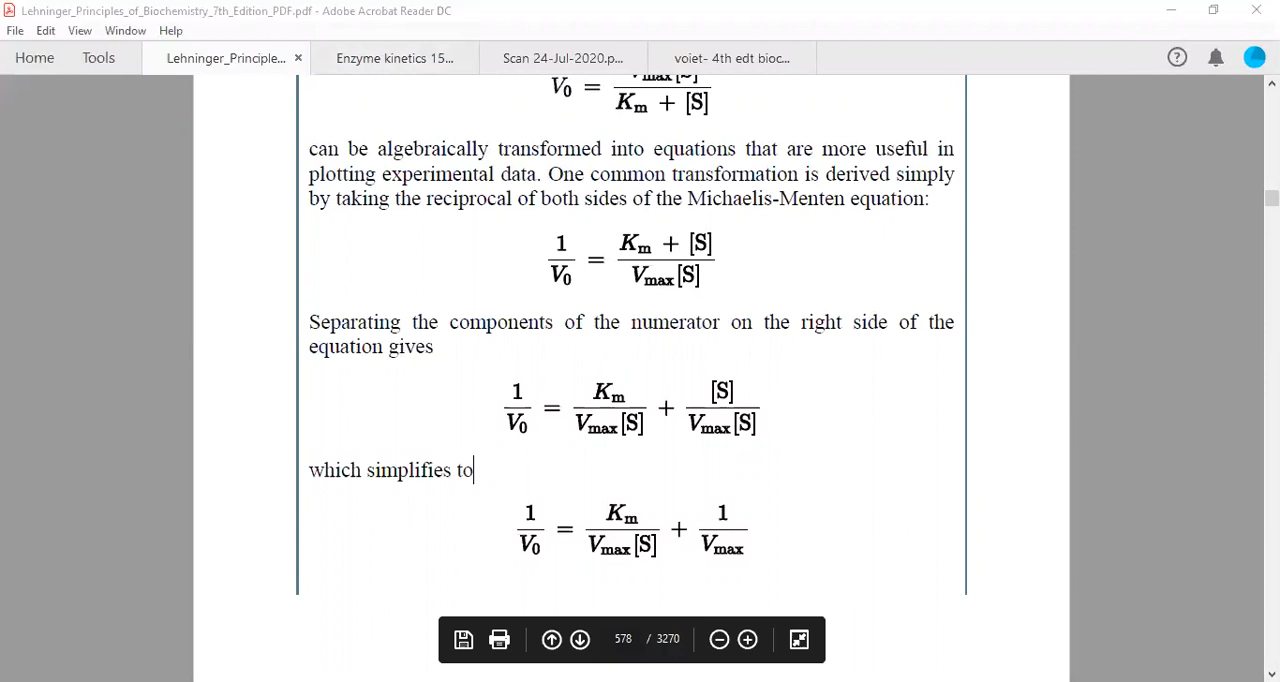 Lehninger_Principles_of_Biochemistry_7th_Edition_PDF.pdf - Adobe Acrobat Reader DC
File Edit View Window Help
Home Tools Lehninger_Principle... × Enzyme kinetics 15... Scan 24-Jul-2020.p... voiet- 4th edt bioc...
V₀ = Vmax[S] / Km + [S]
can be algebraically transformed into equations that are more useful in
plotting experimental data. One common transformation is derived simply
by taking the reciprocal of both sides of the Michaelis-Menten equation:
1 / V₀ = Km + [S] / Vmax[S]
Separating the components of the numerator on the right side of the
equation gives
1 / V₀ = Km / Vmax[S] + [S] / Vmax[S]
which simplifies to
1 / V₀ = Km / Vmax[S] + 1 / Vmax
578 / 3270